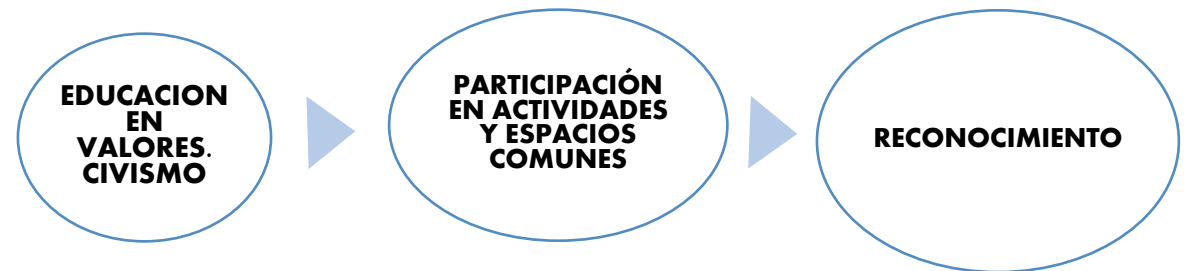 EDUCACION
EN
VALORES.
CIVISMO
PARTICIPACIÓN
EN ACTIVIDADES
Y ESPACIOS
COMUNES
RECONOCIMIENTO